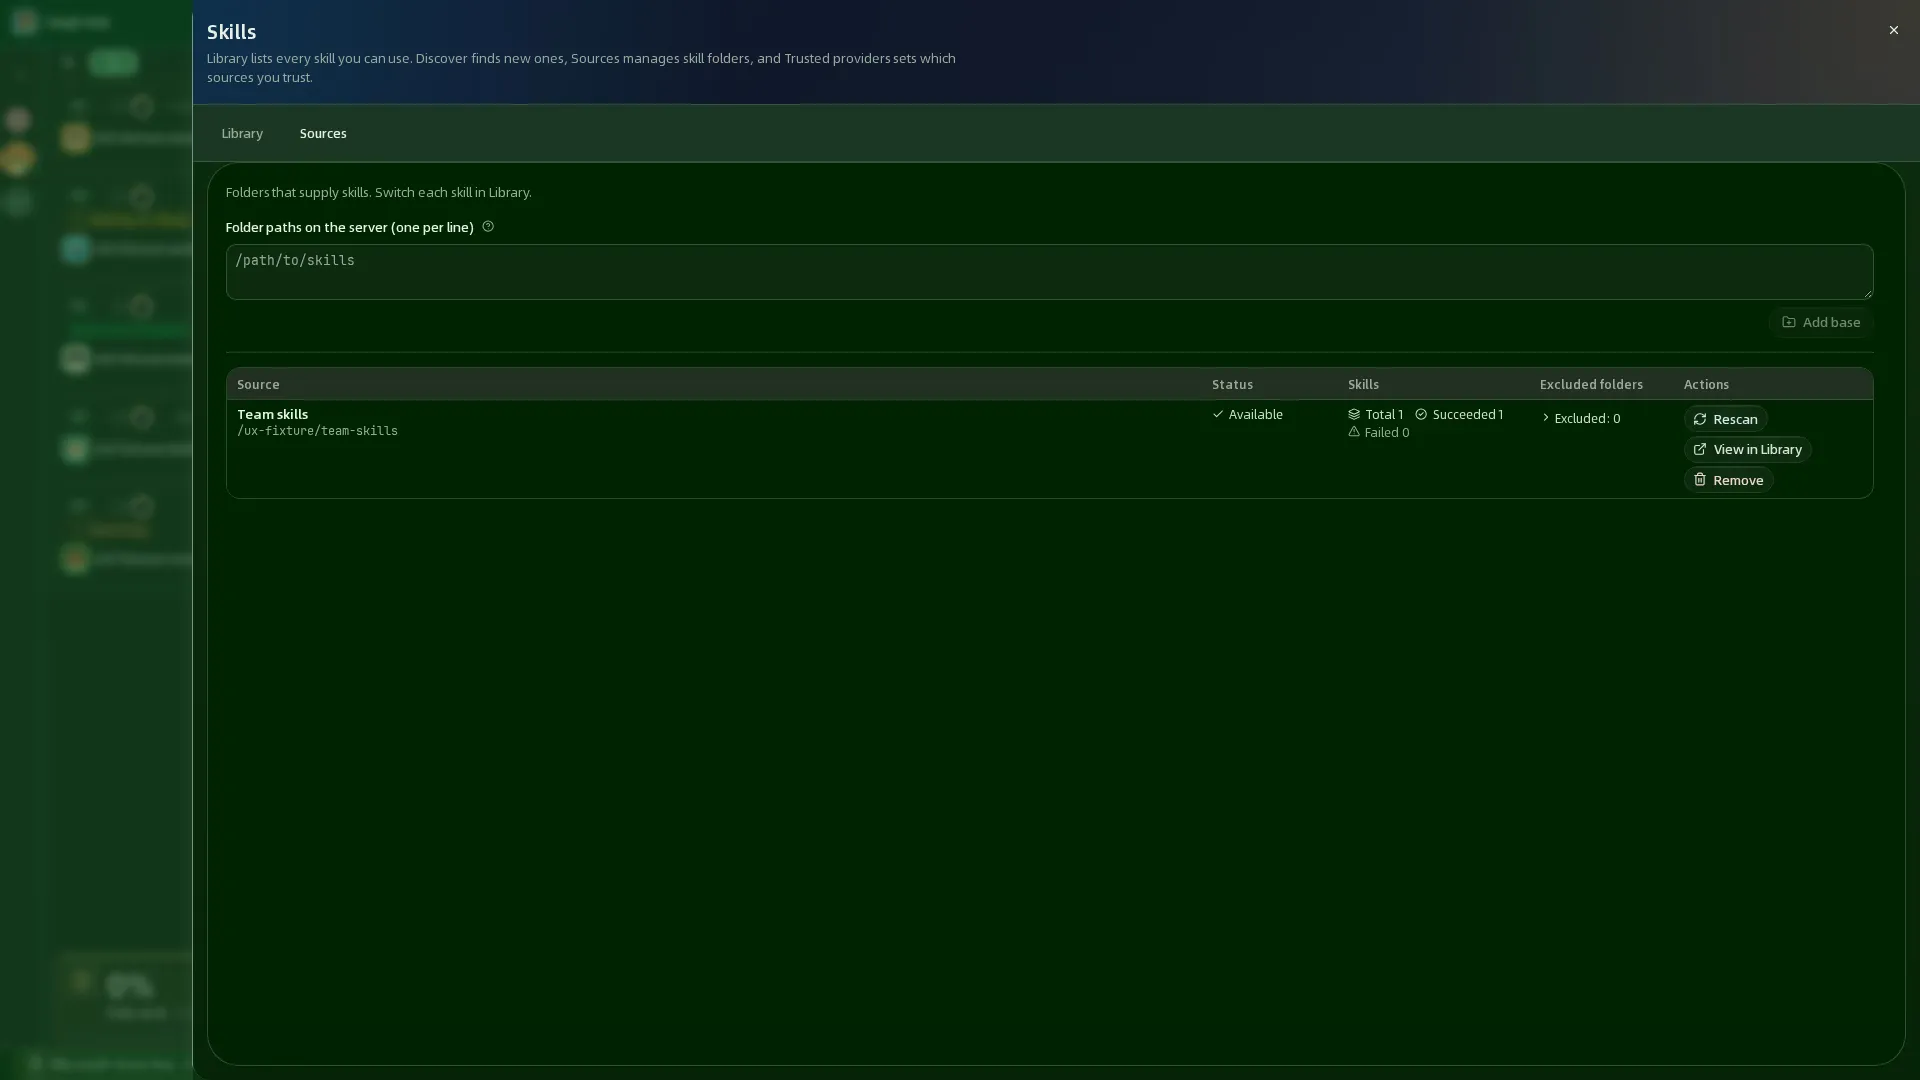 Skills
Library lists every skill you can use. Discover finds new ones, Sources manages skill folders, and Trusted providers sets which
sources you trust.
Library Sources
Folders that supply skills. Switch each skill in Library.
Folder paths on the server (one per line)
/path/to/skills
Add base
Source Status Skills Excluded folders Actions
Team skills Available Total 1 Succeeded 1 Excluded: 0 Rescan
/ux-fixture/team-skills Failed 0
View in Library
Remove
0%